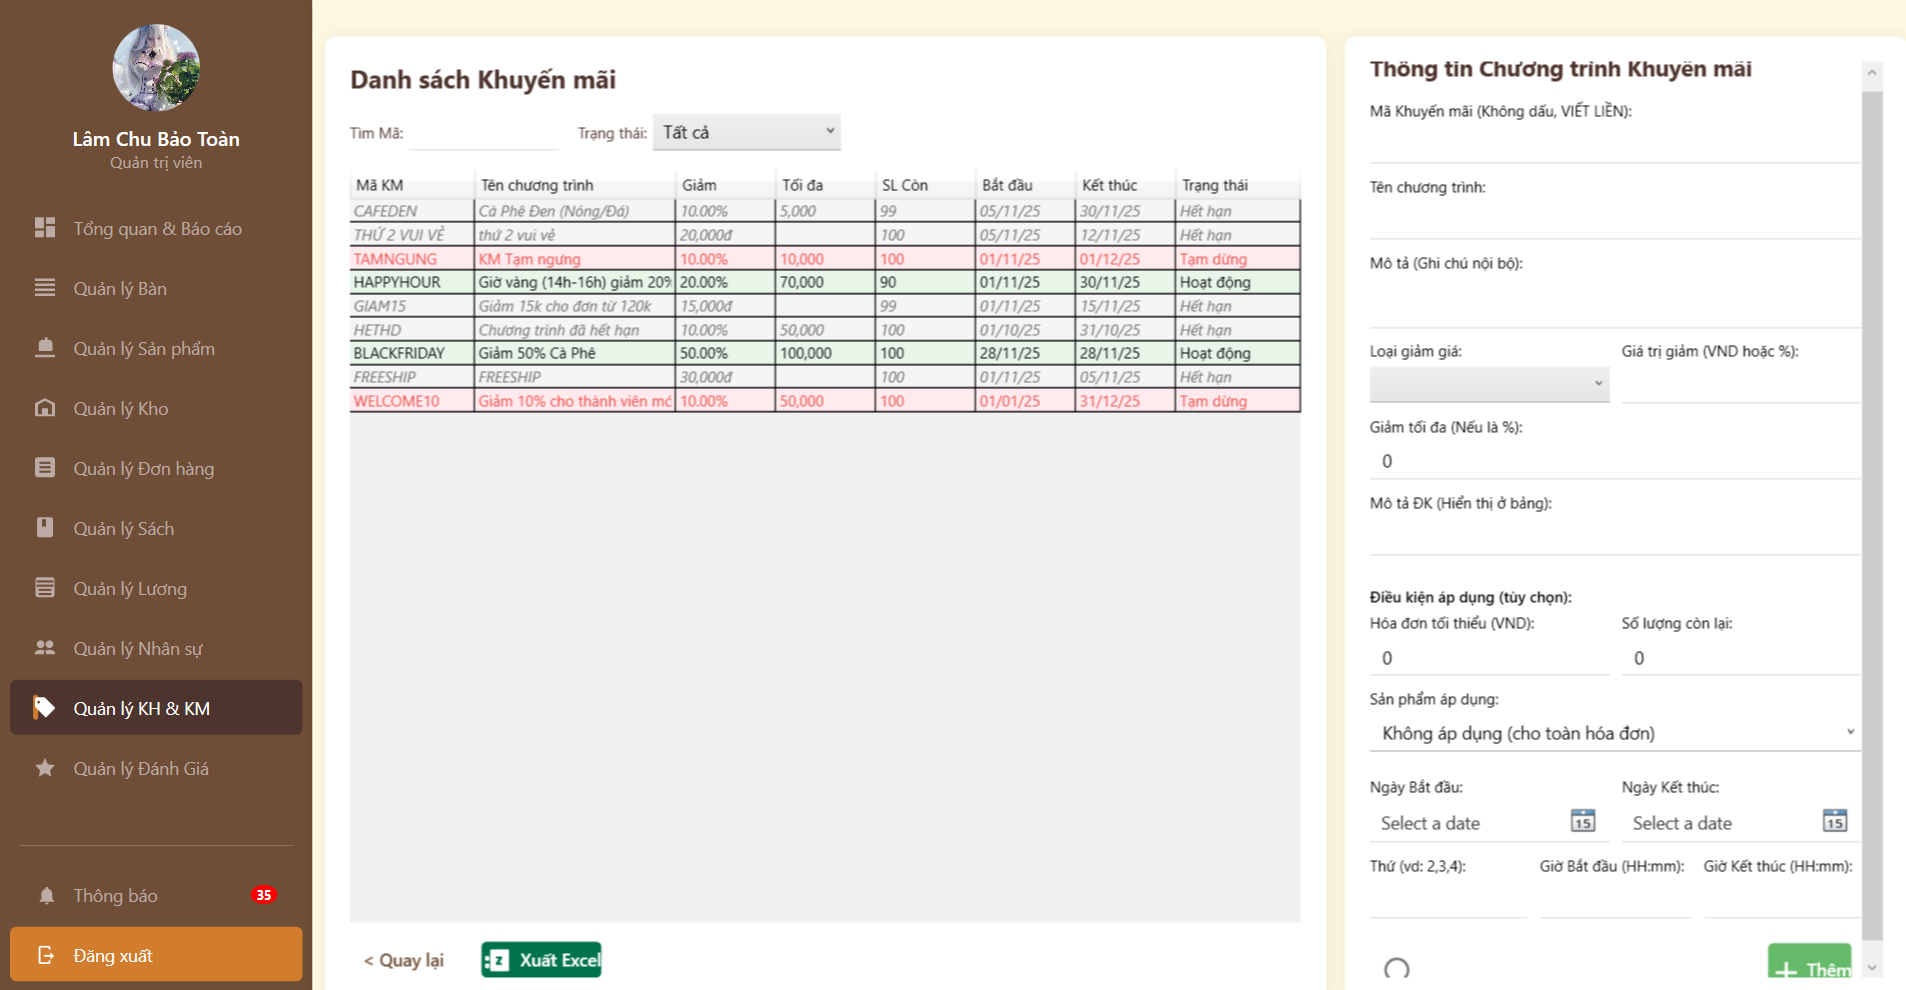 Lâm Chu Bảo Toàn
Quản trị viên
Tổng quan & Báo cáo
Quản lý Bàn
Quản lý Sản phẩm
Quản lý Kho
Quản lý Đơn hàng
Quản lý Sách
Quản lý Lương
Quản lý Nhân sự
Quản lý KH & KM
Quản lý Đánh Giá
Thông báo 35
Đăng xuất
Danh sách Khuyến mãi
Tìm Mã: Trạng thái: Tất cả
Mã KM Tên chương trình Giảm Tối đa SL Còn Bắt đầu Kết thúc Trạng thái
CAFEDEN Cà Phê Đen (Nóng/Đá) 10.00% 5,000 99 05/11/25 30/11/25 Hết hạn
THỨ 2 VUI VẺ thứ 2 vui vẻ 20,000đ 100 05/11/25 12/11/25 Hết hạn
TAMNGUNG KM Tạm ngưng 10.00% 10,000 100 01/11/25 01/12/25 Tạm dừng
HAPPYHOUR Giờ vàng (14h-16h) giảm 20% 20.00% 70,000 90 01/11/25 30/11/25 Hoạt động
GIAM15 Giảm 15k cho đơn từ 120k 15,000đ 99 01/11/25 15/11/25 Hết hạn
HETHD Chương trình đã hết hạn 10.00% 50,000 100 01/10/25 31/10/25 Hết hạn
BLACKFRIDAY Giảm 50% Cà Phê 50.00% 100,000 100 28/11/25 28/11/25 Hoạt động
FREESHIP FREESHIP 30,000đ 100 01/11/25 05/11/25 Hết hạn
WELCOME10 Giảm 10% cho thành viên mớ 10.00% 50,000 100 01/01/25 31/12/25 Tạm dừng
< Quay lại Xuất Excel
Thông tin Chương trình Khuyến mãi
Mã Khuyến mãi (Không dấu, VIẾT LIỀN):
Tên chương trình:
Mô tả (Ghi chú nội bộ):
Loại giảm giá: Giá trị giảm (VND hoặc %):
Giảm tối đa (Nếu là %):
0
Mô tả ĐK (Hiển thị ở bảng):
Điều kiện áp dụng (tùy chọn):
Hóa đơn tối thiểu (VND): Số lượng còn lại:
0 0
Sản phẩm áp dụng:
Không áp dụng (cho toàn hóa đơn)
Ngày Bắt đầu: Ngày Kết thúc:
Select a date 15 Select a date 15
Thứ (vd: 2,3,4): Giờ Bắt đầu (HH:mm): Giờ Kết thúc (HH:mm):
Thêm